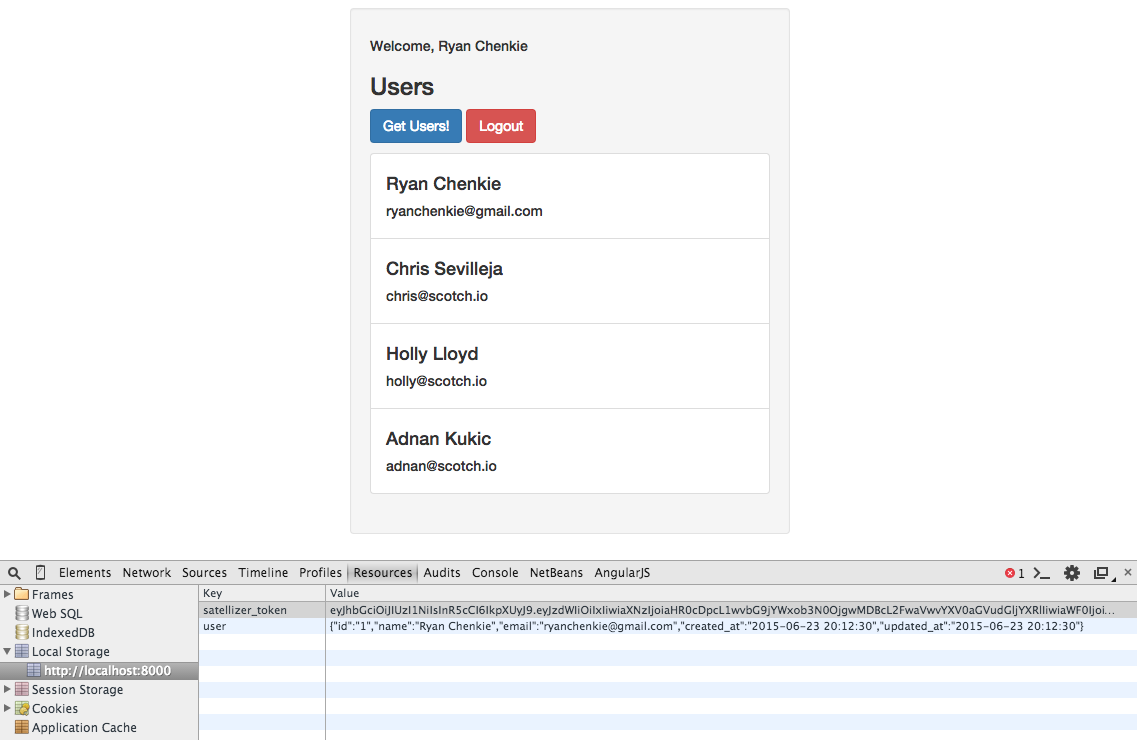 Welcome, Ryan Chenkie
Users
Get Users! Logout
Ryan Chenkie
ryanchenkie@gmail.com
Chris Sevilleja
chris@scotch.io
Holly Lloyd
holly@scotch.io
Adnan Kukic
adnan@scotch.io
Elements Network Sources Timeline Profiles Resources Audits Console NetBeans AngularJS 1
Frames
Web SQL
IndexedDB
Local Storage
http://localhost:8000
Session Storage
Cookies
Application Cache
Key Value
satellizer_token
user {"id":"1","name":"Ryan Chenkie","email":"ryanchenkie@gmail.com","created_at":"2015-06-23 20:12:30","updated_at":"2015-06-23 20:12:30"}